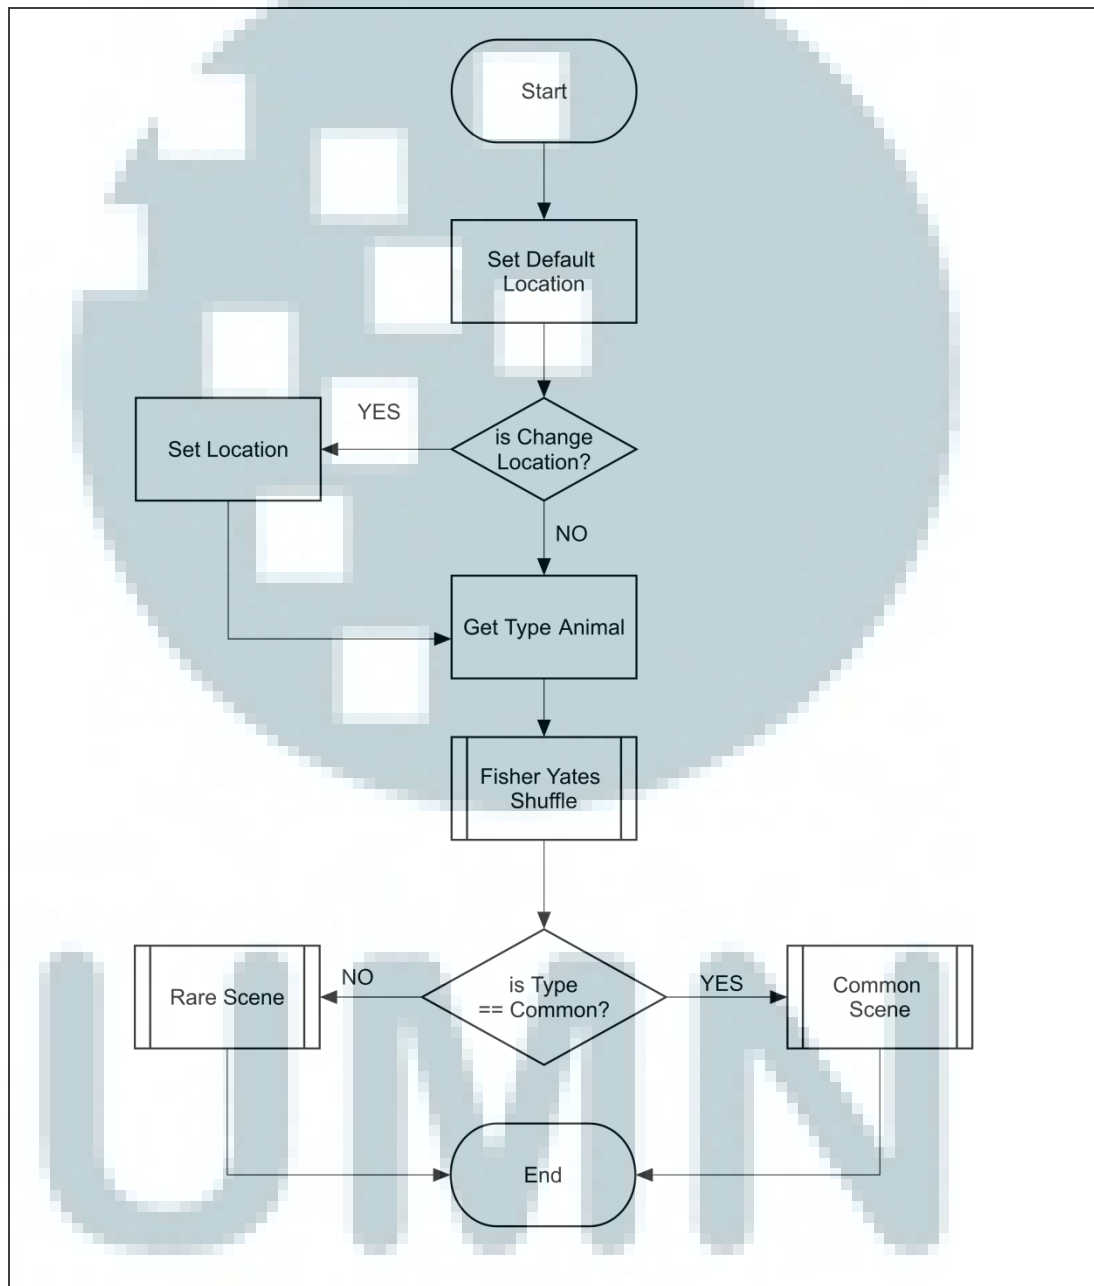 Start
Set Default
Location
YES
is Change
Location?
Set Location
NO
Get Type Animal
Fisher Yates
Shuffle
NO
is Type
== Common?
YES
Rare Scene
Common
Scene
End
UMN